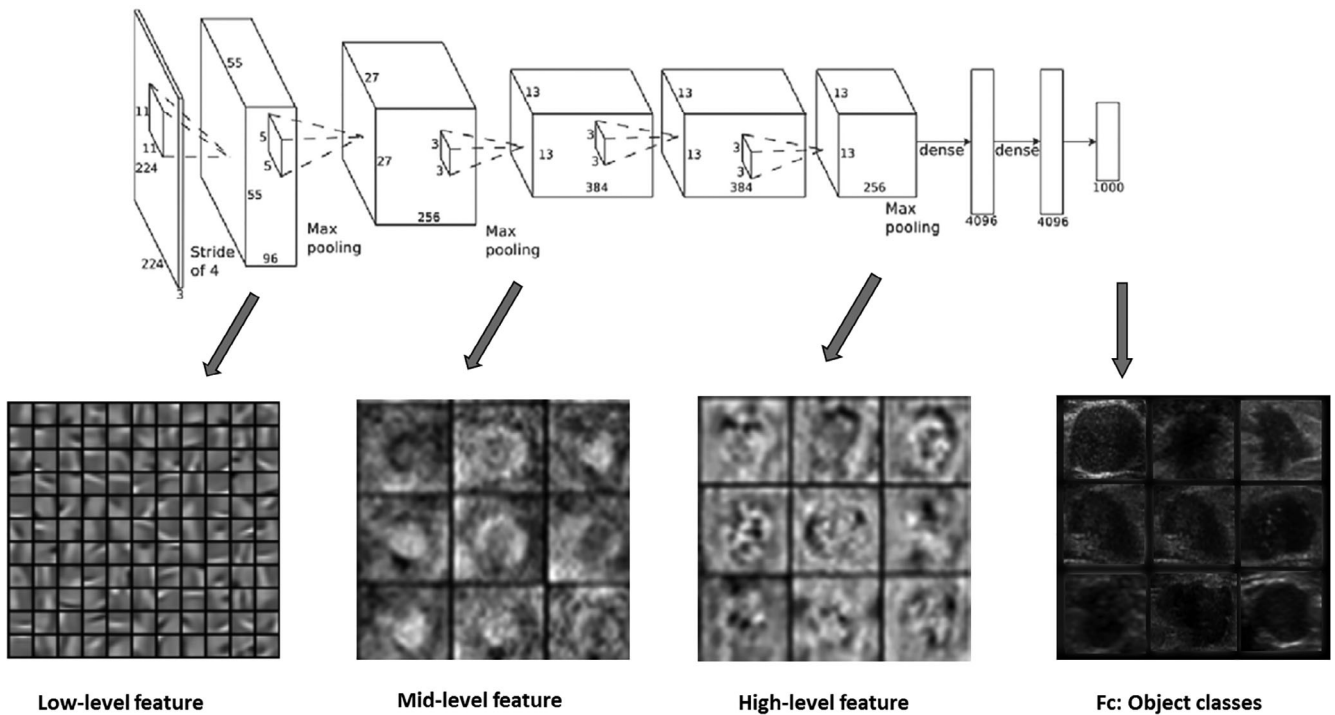 55
27
13
13
13
11
5
3
3
3
11
5
27
3
13
3
13
3
13
dense
dense
224
55
384
384
256
1000
256
Max
pooling
4096
4096
Max
pooling
Max
pooling
Stride
of 4
224
96
3
Low-level feature
Mid-level feature
High-level feature
Fc: Object classes